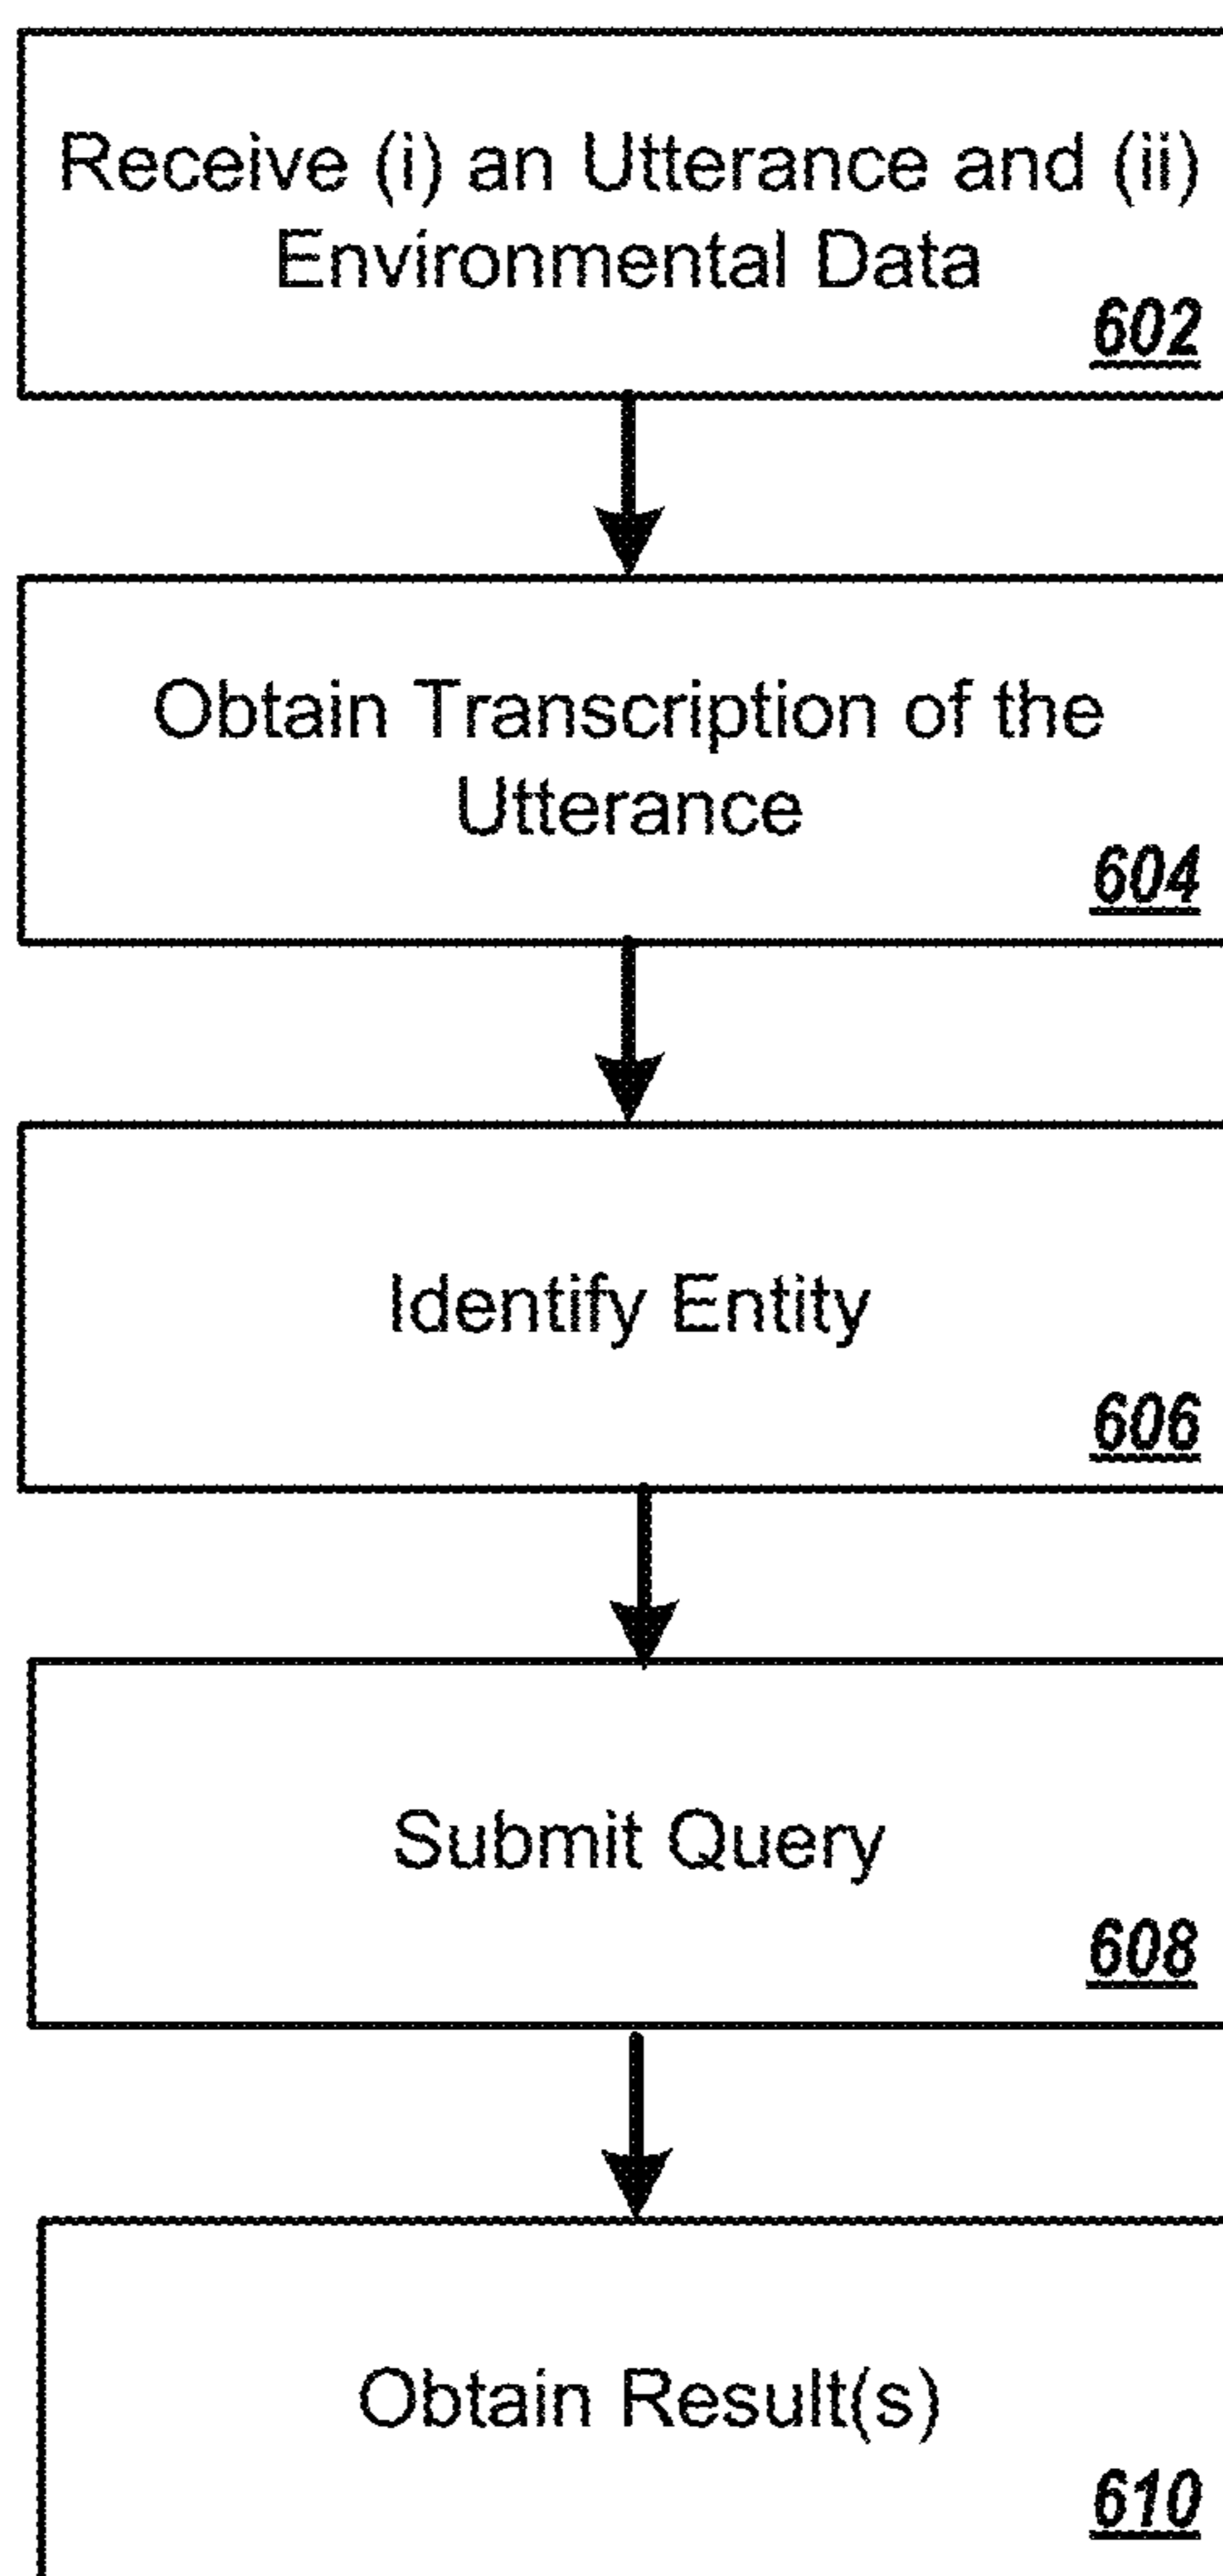 Receive (i) an Utterance and (ii)
Environmental Data
602
Obtain Transcription of the
Utterance
604
Identify Entity
606
Submit Query
608
Obtain Result(s)
610